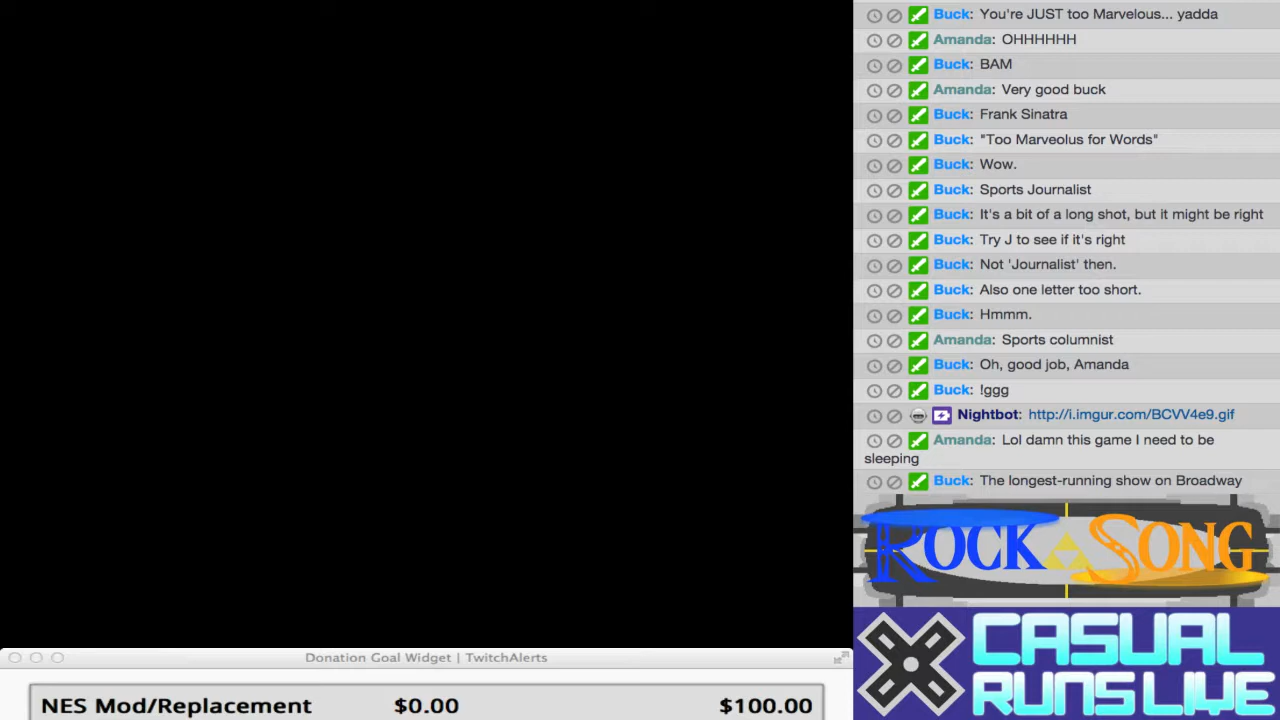 Buck: You're JUST too Marvelous... yadda
Amanda: OHHHHHH
Buck: BAM
Amanda: Very good buck
Buck: Frank Sinatra
Buck: "Too Marveolus for Words"
Buck: Wow.
Buck: Sports Journalist
Buck: It's a bit of a long shot, but it might be right
Buck: Try J to see if it's right
Buck: Not 'Journalist' then.
Buck: Also one letter too short.
Buck: Hmmm.
Amanda: Sports columnist
Buck: Oh, good job, Amanda
Buck: !ggg
Nightbot: http://i.imgur.com/BCVV4e9.gif
Amanda: Lol damn this game I need to be
sleeping
Buck: The longest-running show on Broadway
ROCK SONG
CASUAL
RUNS LIVE
Donation Goal Widget | TwitchAlerts
NES Mod/Replacement $0.00 $100.00